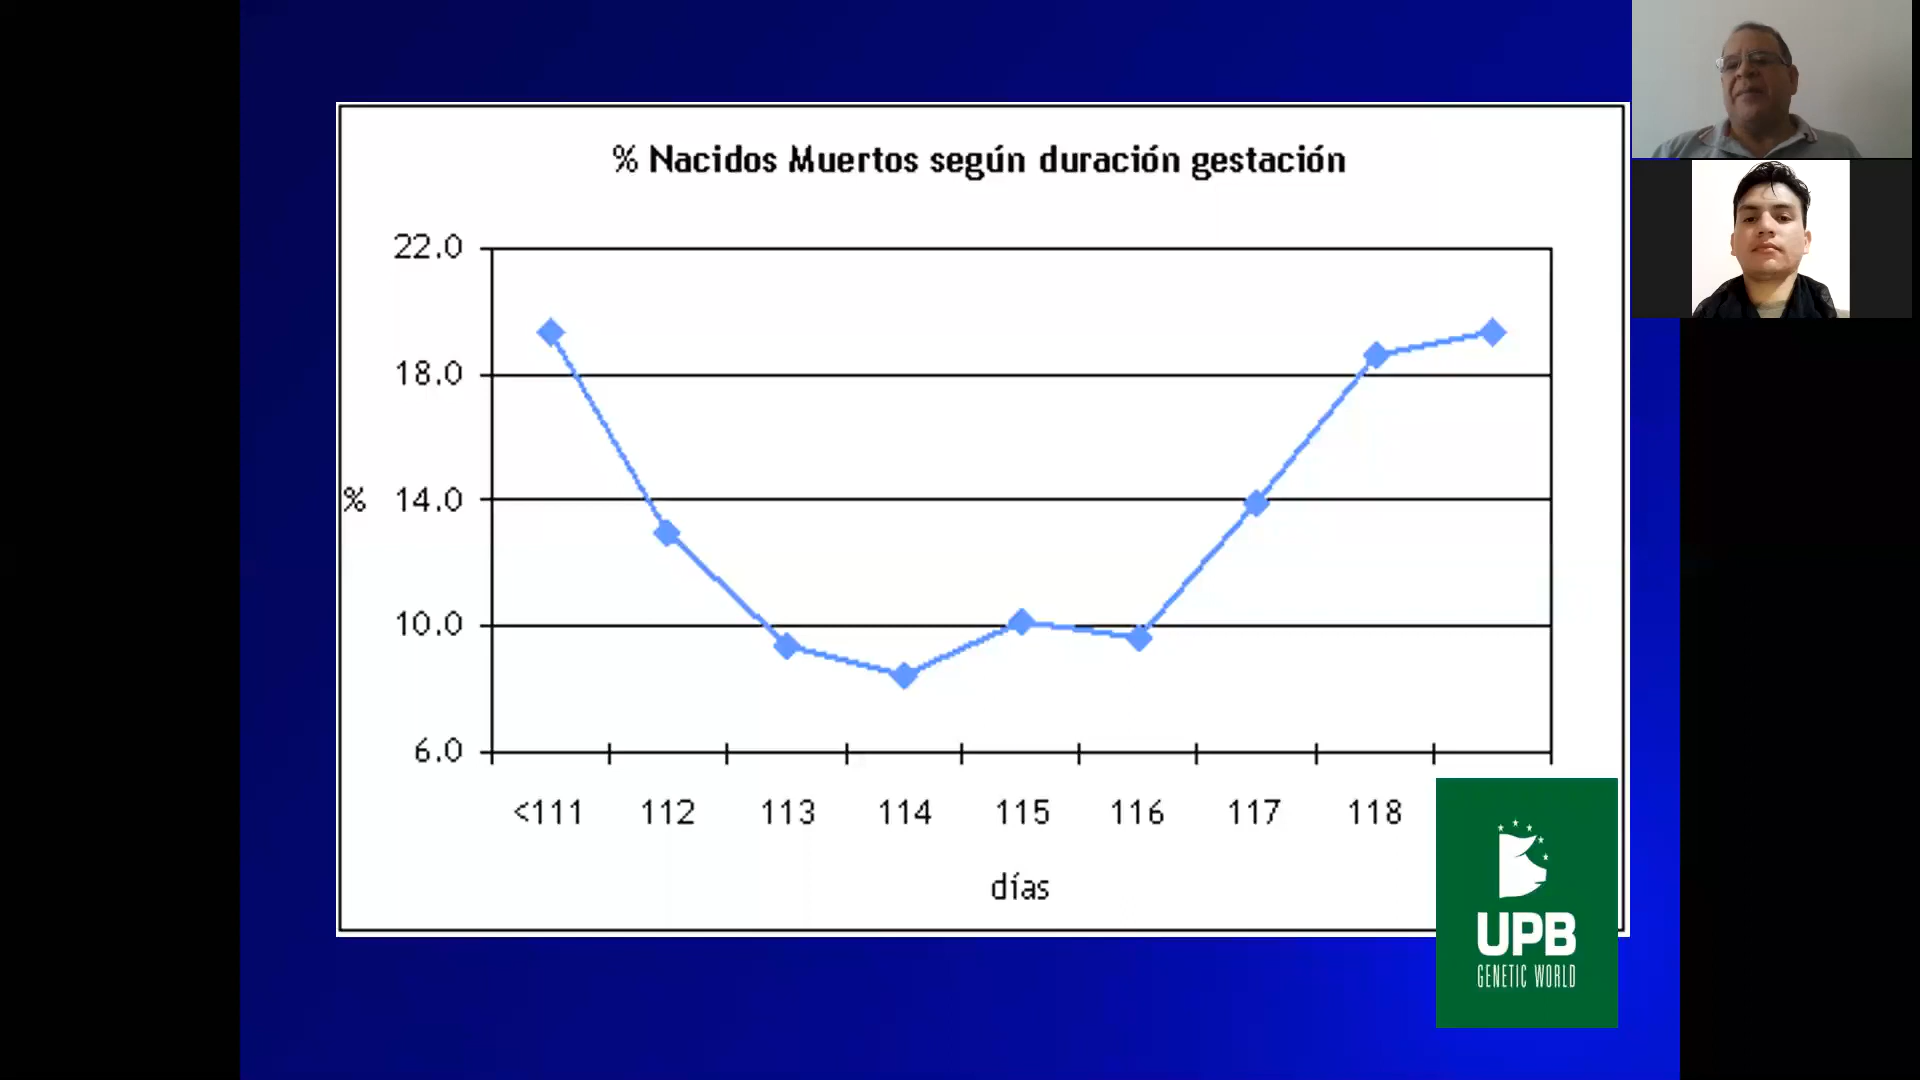 % Nacidos Muertos según duración gestación
22.0
18.0
% 14.0
10.0
6.0
<111 112 113 114 115 116 117 118
días
UPB
GENETIC WORLD